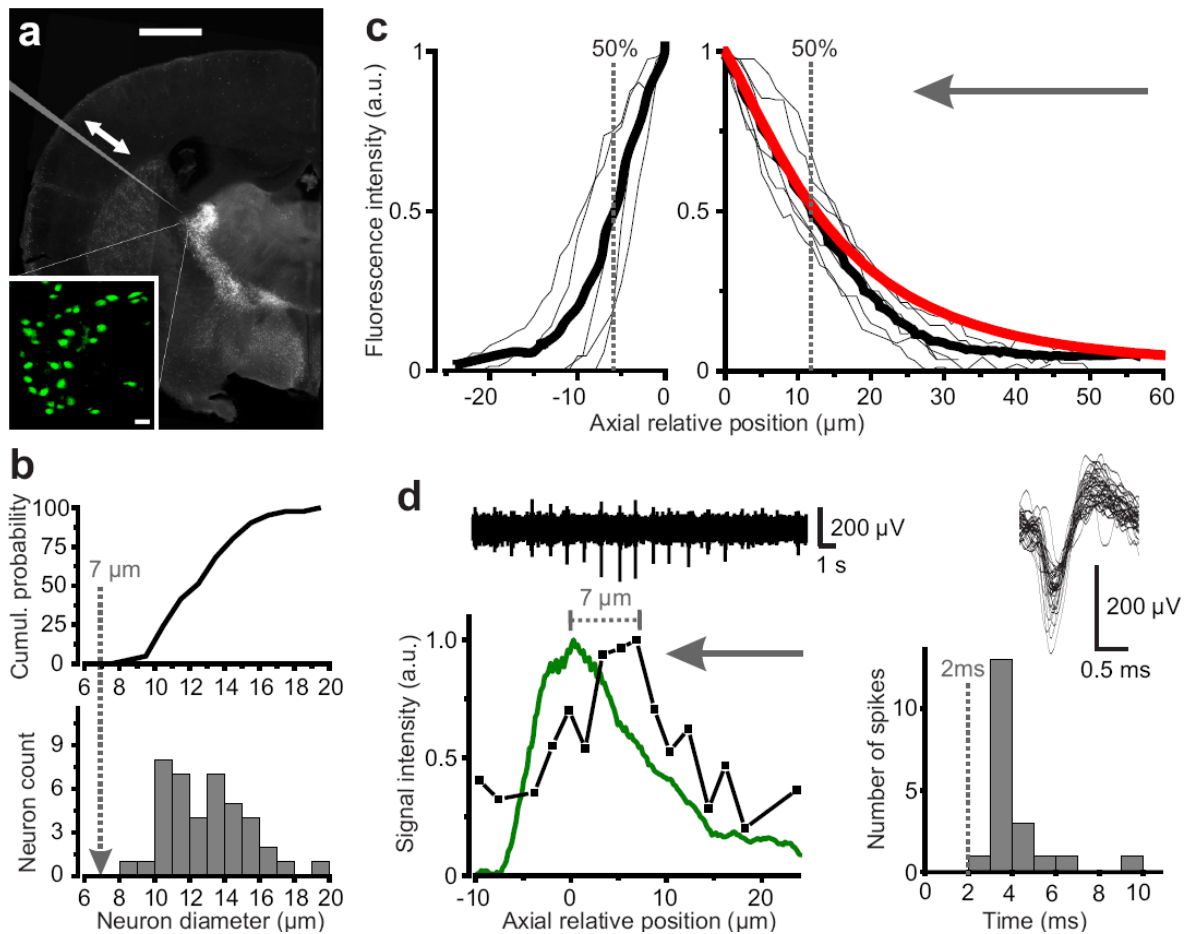 a
b
Cumul. probability
100
75
50
25
0
7 µm
6 8 10 12 14 16 18 20
Neuron count
9
6
3
0
6 8 10 12 14 16 18 20
Neuron diameter (µm)
c
Fluorescence intensity (a.u.)
1
0.5
0
50%
-20 -10 0
1
0.5
0
50%
0 10 20 30 40 50 60
Axial relative position (µm)
d
200 µV
1 s
7 µm
Signal intensity (a.u.)
1.0
0.5
0
-10 0 10 20
Axial relative position (µm)
200 µV
0.5 ms
2ms
Number of spikes
10
5
0
0 2 4 6 8 10
Time (ms)